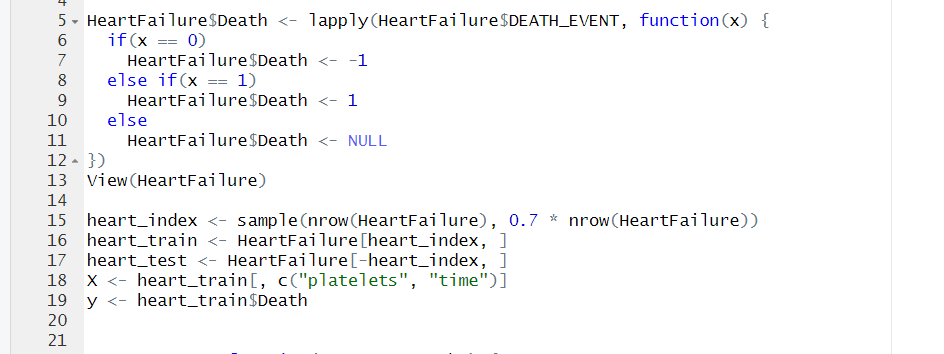 5 HeartFailure$Death <- lapply(HeartFailure$DEATH_EVENT, function(x) {
6   if(x == 0)
7     HeartFailure$Death <- -1
8   else if(x == 1)
9     HeartFailure$Death <- 1
10   else
11     HeartFailure$Death <- NULL
12 })
13 View(HeartFailure)
14
15 heart_index <- sample(nrow(HeartFailure), 0.7 * nrow(HeartFailure))
16 heart_train <- HeartFailure[heart_index, ]
17 heart_test <- HeartFailure[-heart_index, ]
18 X <- heart_train[, c("platelets", "time")]
19 y <- heart_train$Death
20
21